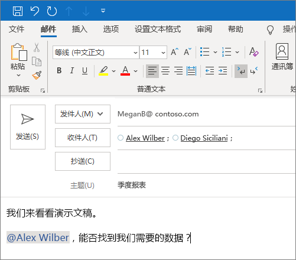 文件 邮件 插入 选项 设置文本格式 审阅 帮助
等线 (中文正文) 11
粘贴
B I U A
剪贴板 普通文本
通讯簿
发送(S)
发件人(M) MeganB@ contoso.com
收件人(T) Alex Wilber; Diego Siciliani;
抄送(C)
主题(U) 季度报表
我们来看看演示文稿。
@Alex Wilber，能否找到我们需要的数据？